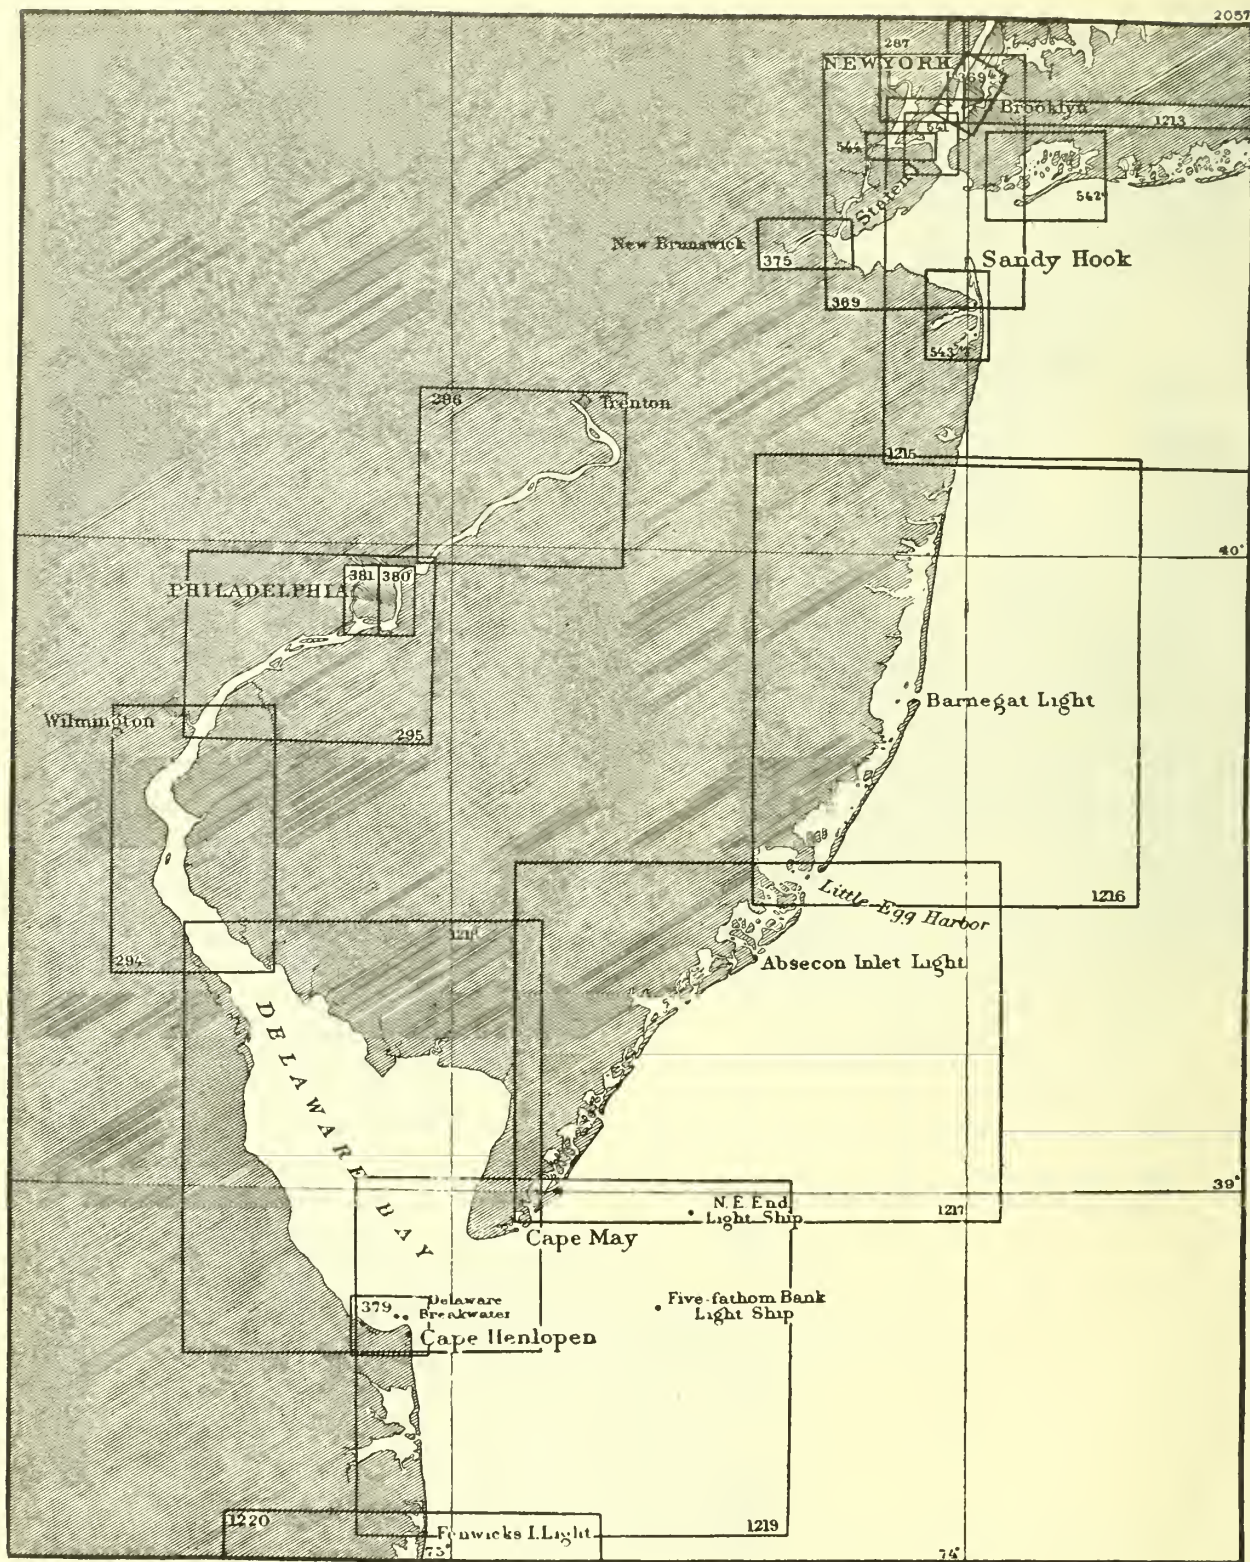 2057
287
NEW YORK
369
Brooklyn
1213
541
544
Staten I.
542
New Brunswick
375
Sandy Hook
369
543
286
Trenton
1215
40°
381
380
PHILADELPHIA
Barnegat Light
Wilmington
295
Little Egg Harbor
1216
1218
294
Absecon Inlet Light
DELAWARE BAY
39°
N. E. End
Light Ship
1217
Cape May
Five-fathom Bank
Light Ship
379
Delaware
Breakwater
Cape Henlopen
1220
Fenwicks I. Light
1219
75°
74°